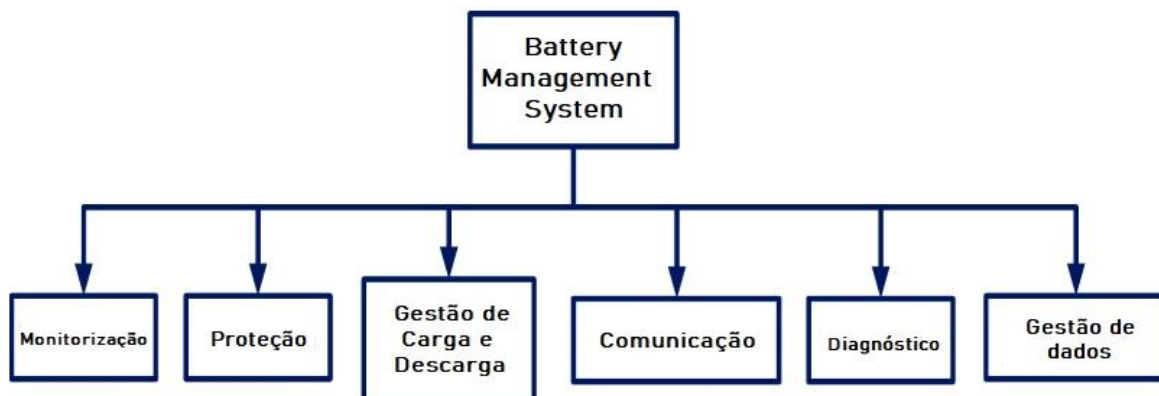 Battery
Management
System
Monitorização
Proteção
Gestão de
Carga e
Descarga
Comunicação
Diagnóstico
Gestão de
dados